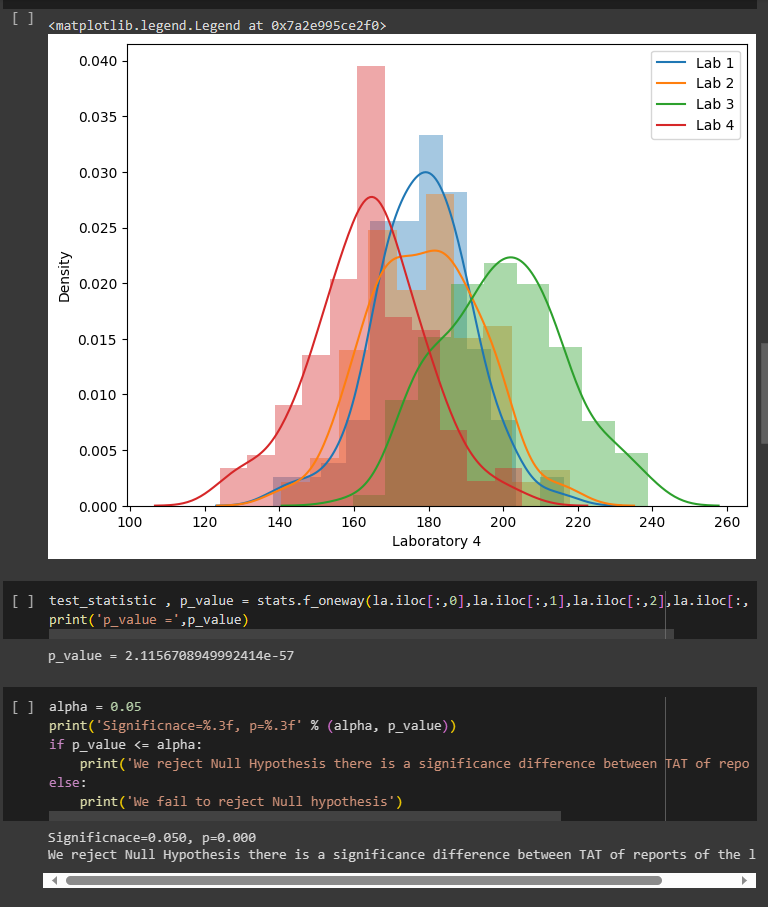 [ ]
<matplotlib.legend.Legend at 0x7a2e995ce2f0>
Lab 1
Lab 2
Lab 3
Lab 4
0.040
0.035
0.030
0.025
0.020
0.015
0.010
0.005
0.000
Density
100 120 140 160 180 200 220 240 260
Laboratory 4
[ ]
test_statistic , p_value = stats.f_oneway(la.iloc[:,0],la.iloc[:,1],la.iloc[:,2],la.iloc[:,
print('p_value =',p_value)
p_value = 2.1156708949992414e-57
[ ]
alpha = 0.05
print('Significnace=%.3f, p=%.3f' % (alpha, p_value))
if p_value <= alpha:
print('We reject Null Hypothesis there is a significance difference between TAT of repo
else:
print('We fail to reject Null hypothesis')
Significnace=0.050, p=0.000
We reject Null Hypothesis there is a significance difference between TAT of reports of the l